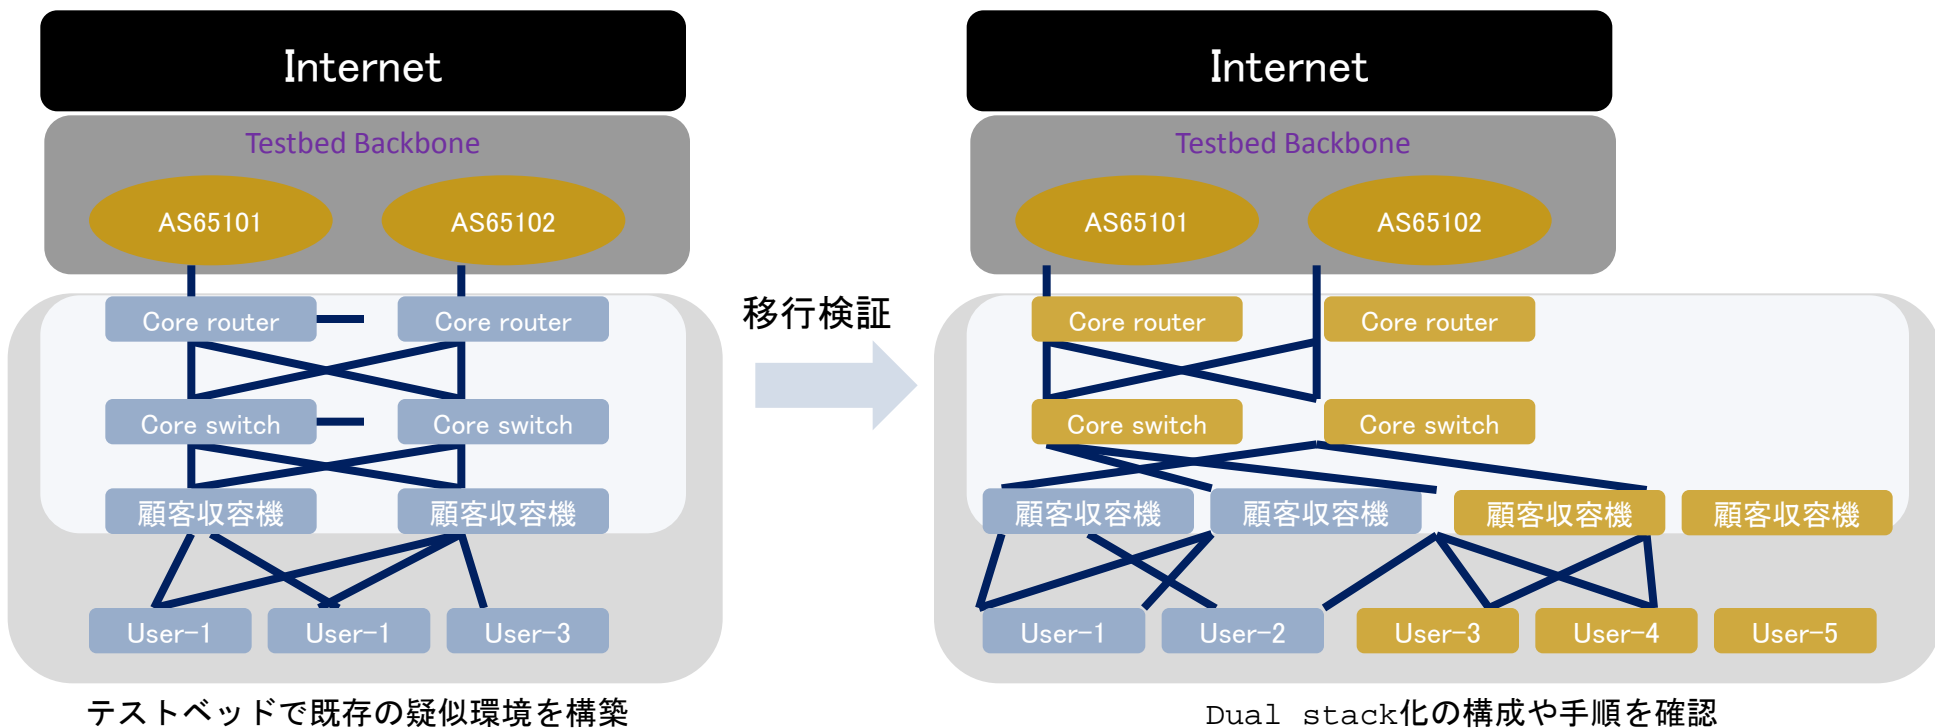 Internet
Testbed Backbone
AS65101
AS65102
Core router
Core router
Core switch
Core switch
顧客収容機
顧客収容機
User-1
User-1
User-3
テストベッドで既存の疑似環境を構築
移行検証
Internet
Testbed Backbone
AS65101
AS65102
Core router
Core router
Core switch
Core switch
顧客収容機
顧客収容機
顧客収容機
顧客収容機
User-1
User-2
User-3
User-4
User-5
Dual stack化の構成や手順を確認